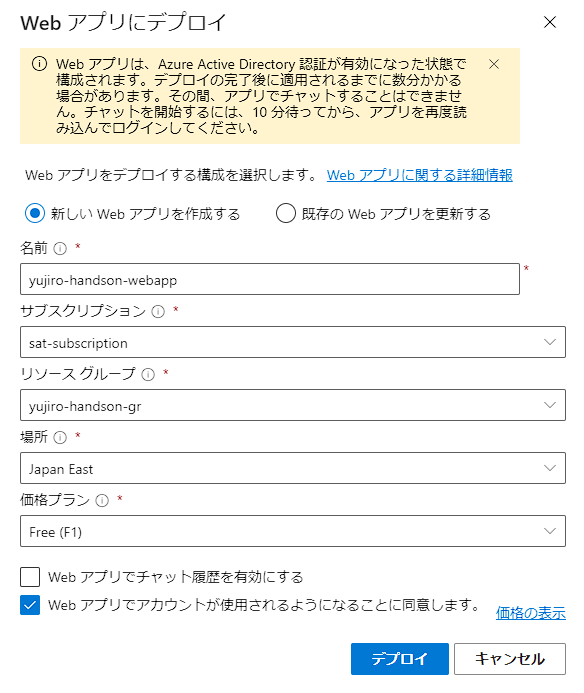 Web アプリにデプロイ
Web アプリは、Azure Active Directory 認証が有効になった状態で
構成されます。デプロイの完了後に適用されるまでに数分かかる
場合があります。その間、アプリでチャットすることはできませ
ん。チャットを開始するには、10 分待ってから、アプリを再度読
み込んでログインしてください。
Web アプリをデプロイする構成を選択します。 Web アプリに関する詳細情報
新しい Web アプリを作成する 既存の Web アプリを更新する
名前 *
yujiro-handson-webapp *
サブスクリプション *
sat-subscription
リソース グループ *
yujiro-handson-gr
場所 *
Japan East
価格プラン *
Free (F1)
Web アプリでチャット履歴を有効にする
Web アプリでアカウントが使用されるようになることに同意します。 価格の表示
デプロイ キャンセル